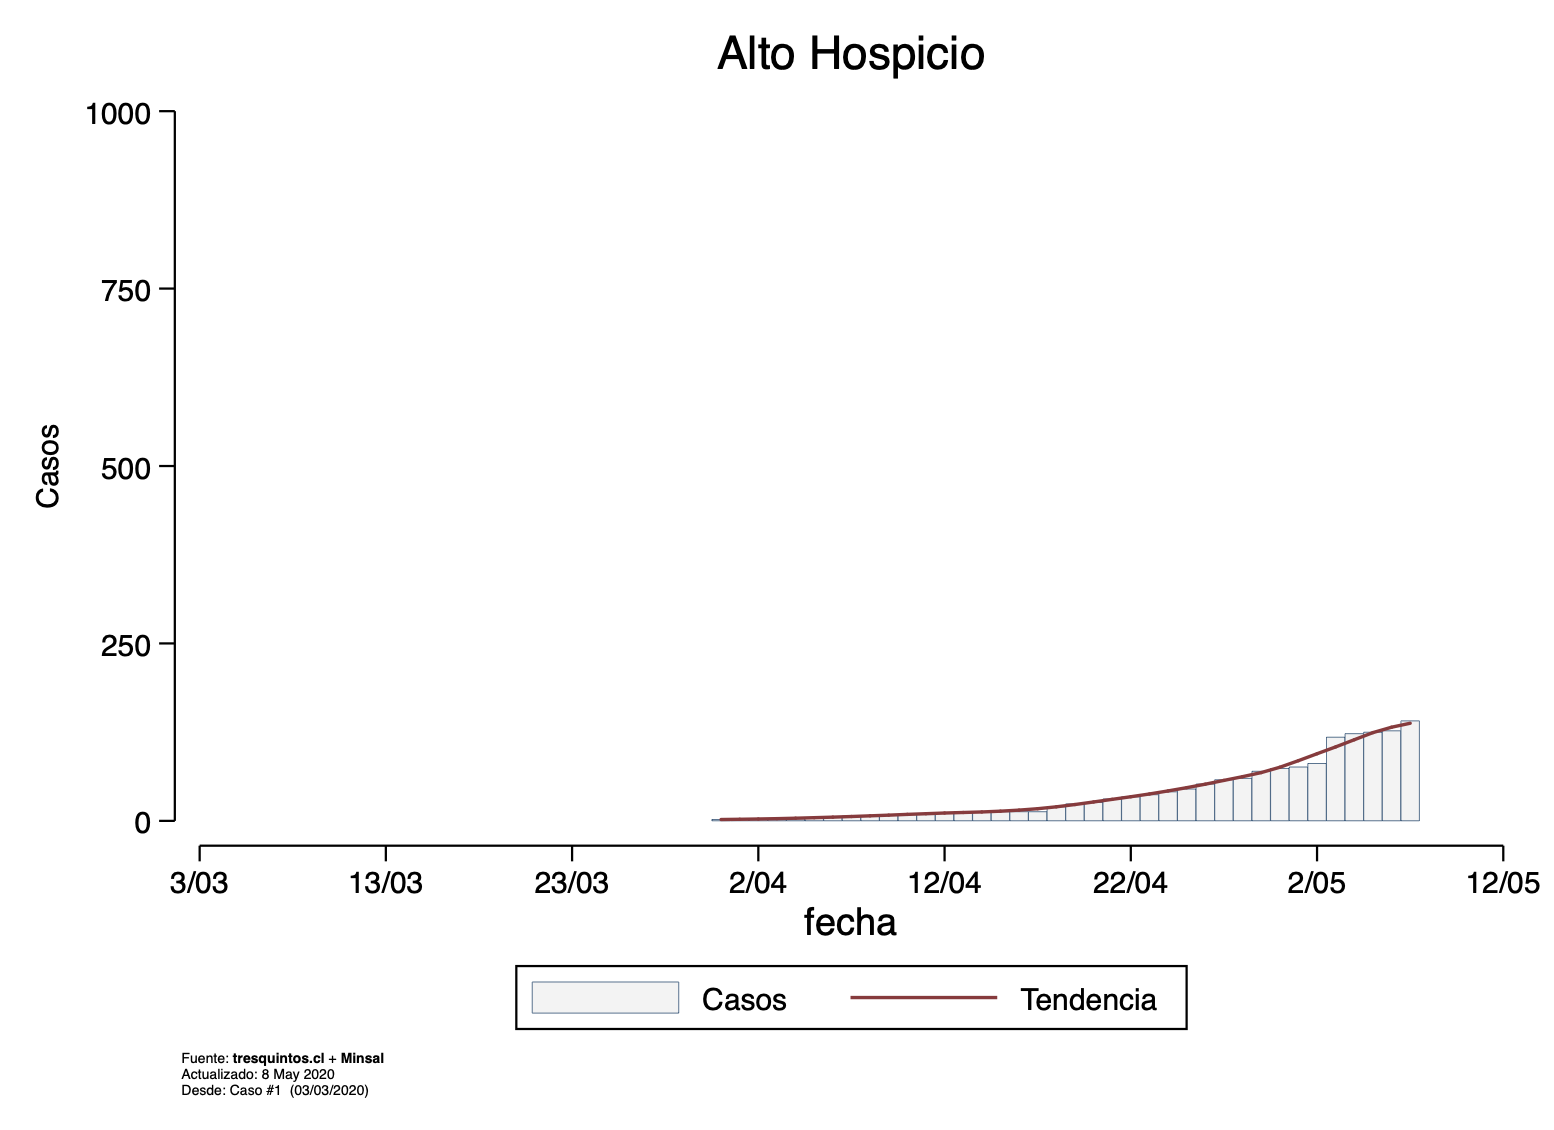 Alto Hospicio
1000
750
500
250
0
Casos
3/03 13/03 23/03 2/04 12/04 22/04 2/05 12/05
fecha
Casos Tendencia
Fuente: tresquintos.cl + Minsal
Actualizado: 8 May 2020
Desde: Caso #1 (03/03/2020)